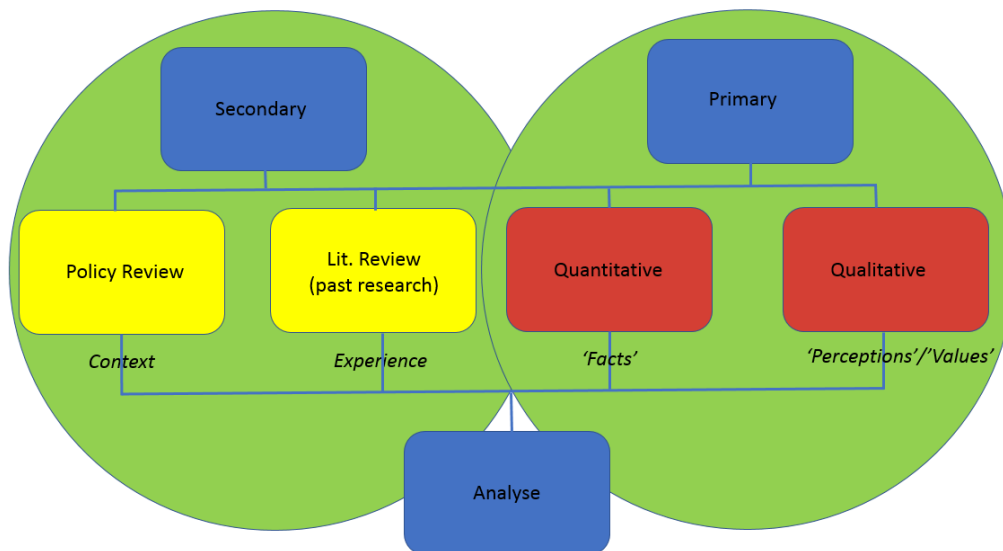 Secondary
Primary
Policy Review
Lit. Review
(past research)
Quantitative
Qualitative
Context
Experience
‘Facts’
‘Perceptions’/’Values’
Analyse